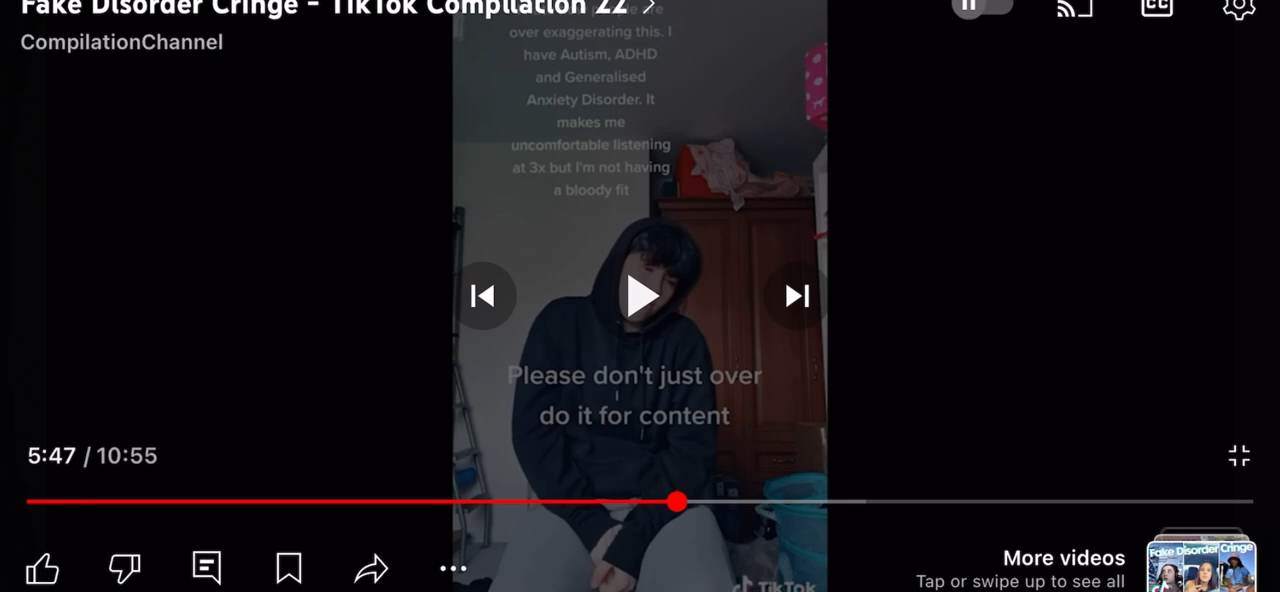 Fake Disorder Cringe - TikTok Compilation 22
CompilationChannel
over exaggerating this. I
have Autism, ADHD
and Generalised
Anxiety Disorder. It
makes me
uncomfortable listening
at 3x but I'm not having
a bloody fit
Please don't just over
do it for content
5:47 / 10:55
CC
More videos
Tap or swipe up to see all
Fake Disorder Cringe
TikTok